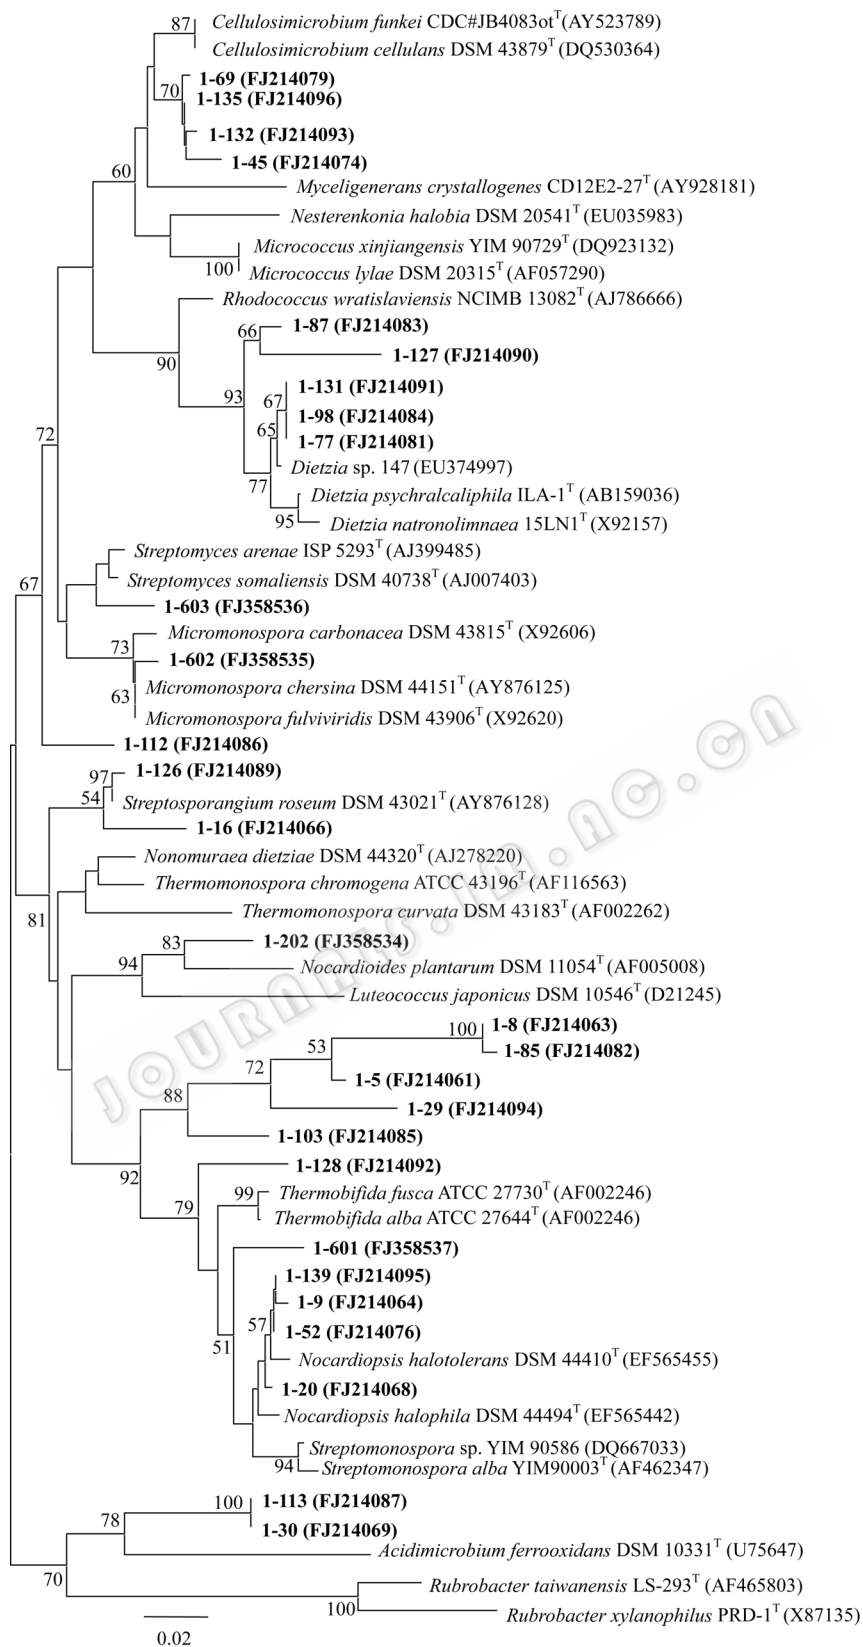 87
Cellulosimicrobium funkei CDC#JB4083otT(AY523789)
Cellulosimicrobium cellulans DSM 43879T(DQ530364)
1-69 (FJ214079)
70
1-135 (FJ214096)
1-132 (FJ214093)
1-45 (FJ214074)
60
Myceligenerans crystallogenes CD12E2-27T(AY928181)
Nesterenkonia halobia DSM 20541T(EU035983)
Micrococcus xinjiangensis YIM 90729T(DQ923132)
100
Micrococcus lylae DSM 20315T(AF057290)
Rhodococcus wratislaviensis NCIMB 13082T(AJ786666)
66
1-87 (FJ214083)
1-127 (FJ214090)
90
1-131 (FJ214091)
93
67
1-98 (FJ214084)
65
1-77 (FJ214081)
72
Dietzia sp. 147 (EU374997)
77
Dietzia psychralcaliphila ILA-1T (AB159036)
95
Dietzia natronolimnaea 15LN1T (X92157)
Streptomyces arenae ISP 5293T(AJ399485)
Streptomyces somaliensis DSM 40738T(AJ007403)
67
1-603 (FJ358536)
Micromonospora carbonacea DSM 43815T (X92606)
73
1-602 (FJ358535)
63
Micromonospora chersina DSM 44151T(AY876125)
Micromonospora fulviviridis DSM 43906T(X92620)
1-112 (FJ214086)
97
1-126 (FJ214089)
54
Streptosporangium roseum DSM 43021T(AY876128)
1-16 (FJ214066)
Nonomuraea dietziae DSM 44320T(AJ278220)
Thermomonospora chromogena ATCC 43196T(AF116563)
Thermomonospora curvata DSM 43183T(AF002262)
81
83
1-202 (FJ358534)
94
Nocardioides plantarum DSM 11054T(AF005008)
Luteococcus japonicus DSM 10546T(D21245)
100
1-8 (FJ214063)
53
1-85 (FJ214082)
72
1-5 (FJ214061)
88
1-29 (FJ214094)
1-103 (FJ214085)
92
1-128 (FJ214092)
79
99
Thermobifida fusca ATCC 27730T(AF002246)
Thermobifida alba ATCC 27644T(AF002246)
1-601 (FJ358537)
1-139 (FJ214095)
1-9 (FJ214064)
57
1-52 (FJ214076)
51
Nocardiopsis halotolerans DSM 44410T(EF565455)
1-20 (FJ214068)
Nocardiopsis halophila DSM 44494T(EF565442)
Streptomonospora sp. YIM 90586 (DQ667033)
94
Streptomonospora alba YIM90003T(AF462347)
100
1-113 (FJ214087)
78
1-30 (FJ214069)
Acidimicrobium ferrooxidans DSM 10331T (U75647)
70
Rubrobacter taiwanensis LS-293T (AF465803)
100
Rubrobacter xylanophilus PRD-1T(X87135)
0.02
JOURNALS.IM.AC.CN